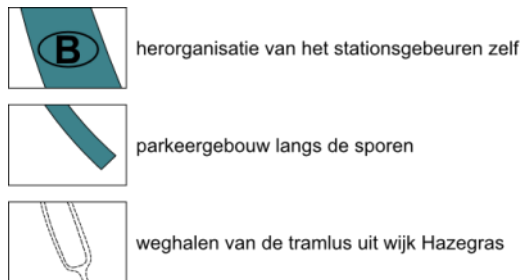 B
herorganisatie van het stationsgebeuren zelf
parkeergebouw langs de sporen
weghalen van de tramlus uit wijk Hazegras